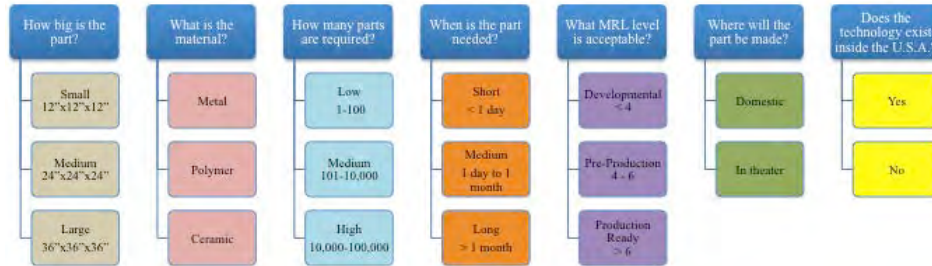 How big is the
part?
Small
12"x12"x12"
Medium
24"x24"x24"
Large
36"x36"x36"
What is the
material?
Metal
Polymer
Ceramic
How many parts
are required?
Low
1-100
Medium
101-10,000
High
10,000-100,000
When is the part
needed?
Short
< 1 day
Medium
1 day to 1
month
Long
> 1 month
What MRL level
is acceptable?
Developmental
< 4
Pre-Production
4 - 6
Production
Ready
> 6
Where will the
part be made?
Domestic
In theater
Does the
technology exist
inside the U.S.A.?
Yes
No